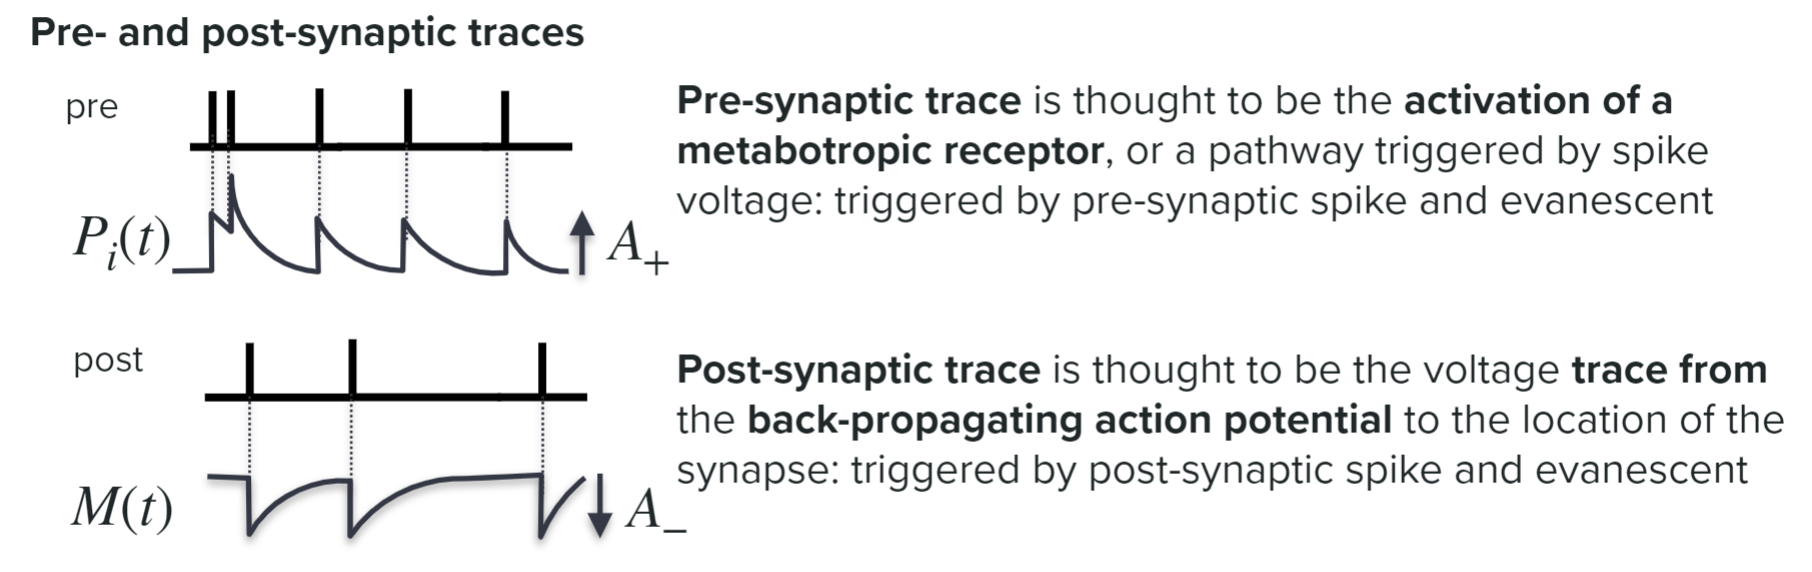 Pre- and post-synaptic traces
pre
Pre-synaptic trace is thought to be the activation of a
metabotropic receptor, or a pathway triggered by spike
voltage: triggered by pre-synaptic spike and evanescent
P_i(t)
A_+
post
Post-synaptic trace is thought to be the voltage trace from
the back-propagating action potential to the location of the
synapse: triggered by post-synaptic spike and evanescent
M(t)
A_−